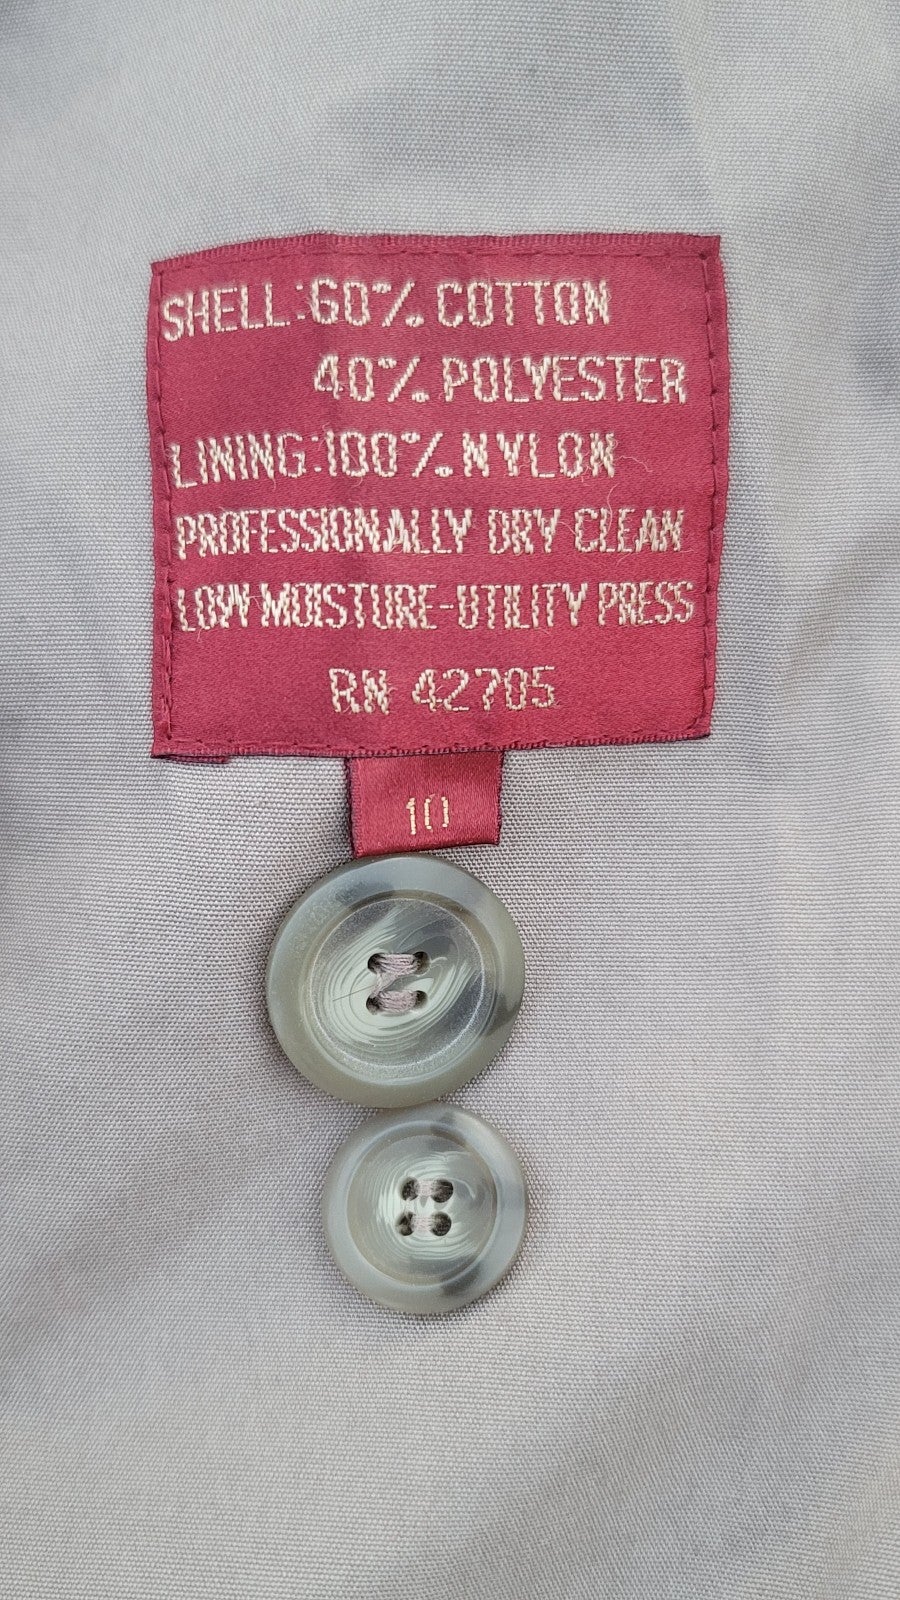 SHELL: 60% COTTON
40% POLYESTER
LINING: 100% NYLON
PROFESSIONALLY DRY CLEAN
LOW MOISTURE-UTILITY PRESS
RN 42705
10